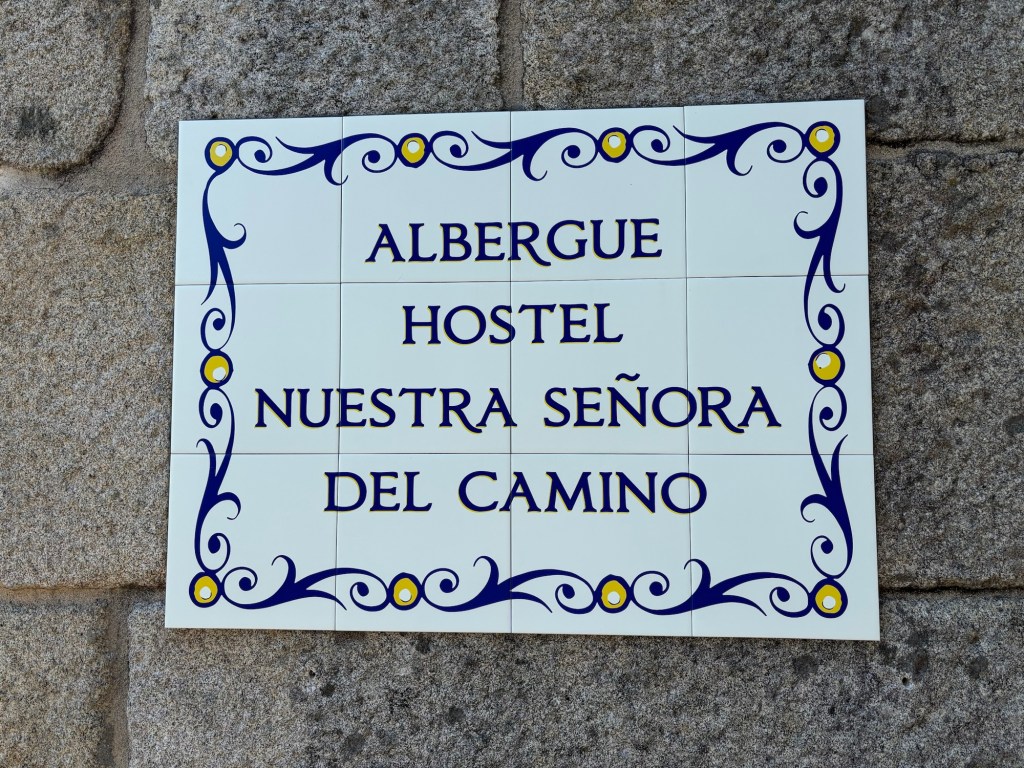 ALBERGUE
HOSTEL
NUESTRA SEÑORA
DEL CAMINO